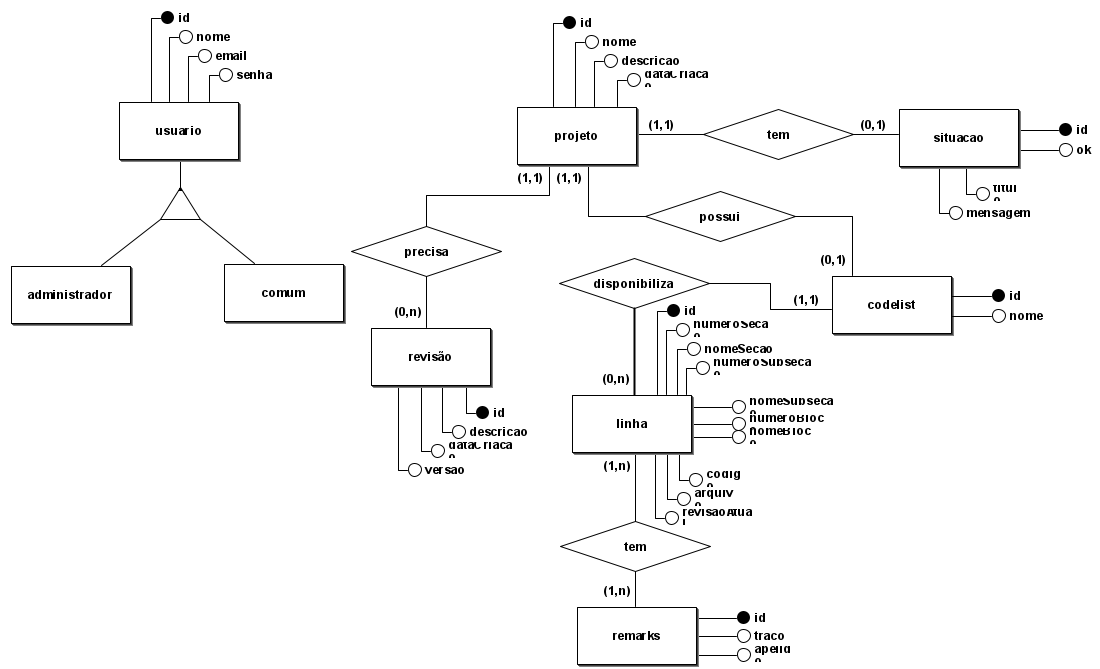 id
nome
email
senha
usuario
administrador
comum
id
nome
descricao
dataCriaca
o
projeto
(1,1)
tem
(0,1)
situacao
id
ok
titul
o
mensagem
(1,1)
(1,1)
possui
(0,1)
precisa
(0,n)
revisão
id
descricao
dataCriaca
o
versao
disponibiliza
(1,1)
codelist
id
nome
(0,n)
id
numeroSeca
o
nomeSecao
numeroSubseca
o
linha
nomeSubseca
o
numeroBloc
o
nomeBloc
o
(1,n)
codig
o
arquiv
o
revisaoAtua
l
tem
(1,n)
remarks
id
traco
apelid
o